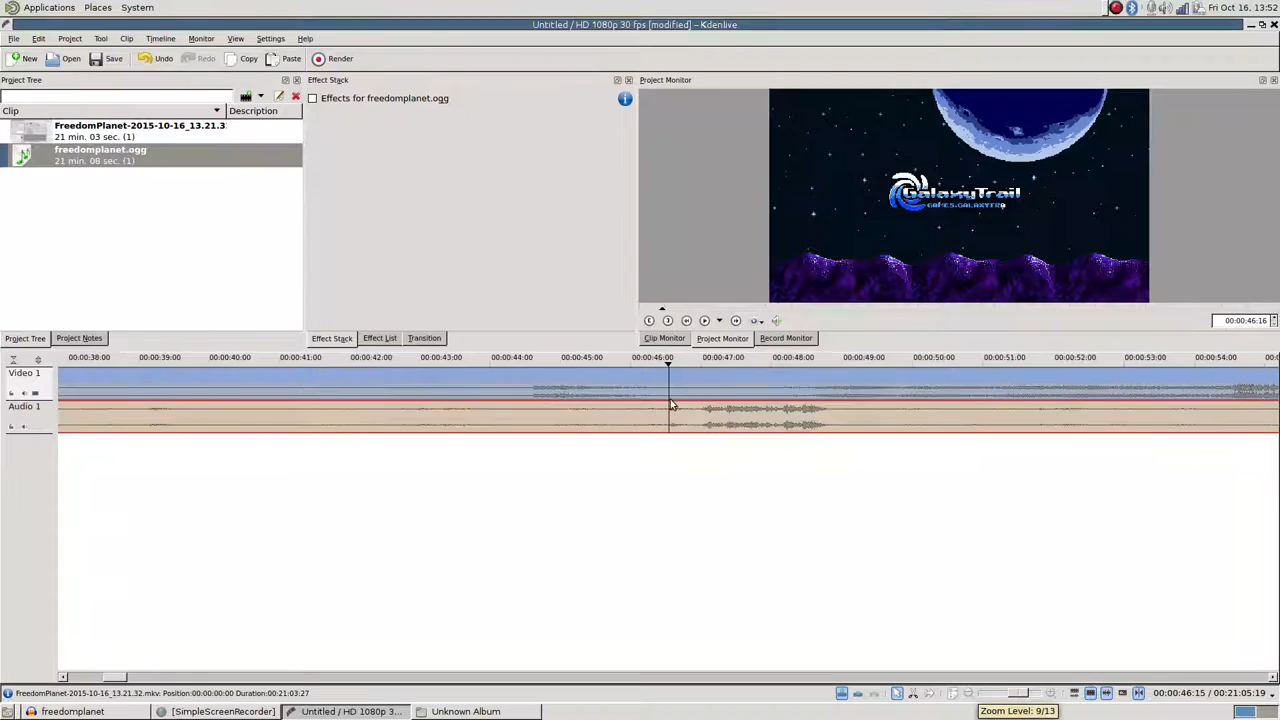 Applications Places System Fri Oct 16, 13:52
Untitled / HD 1080p 30 fps [modified] – Kdenlive
File Edit Project Tool Clip Timeline Monitor View Settings Help
New Open Save Undo Redo Copy Paste Render
Project Tree Effect Stack Project Monitor
Clip Description
Effects for freedomplanet.ogg
FreedomPlanet-2015-10-16_13.21.3
21 min. 03 sec. (1)
freedomplanet.ogg
21 min. 08 sec. (1)
GalaxyTrail
GAMES.GALAXYTR
00:00:46:16
Project Tree Project Notes Effect Stack Effect List Transition Clip Monitor Project Monitor Record Monitor
00:00:38:00 00:00:39:00 00:00:40:00 00:00:41:00 00:00:42:00 00:00:43:00 00:00:44:00 00:00:45:00 00:00:46:00 00:00:47:00 00:00:48:00 00:00:49:00 00:00:50:00 00:00:51:00 00:00:52:00 00:00:53:00 00:00:54:00 00:0
Video 1
Audio 1
FreedomPlanet-2015-10-16_13.21.32.mkv: Position:00:00:00:00 Duration:00:21:03:27 00:00:46:15 / 00:21:05:19
freedomplanet [SimpleScreenRecorder] Untitled / HD 1080p 3... Unknown Album Zoom Level: 9/13